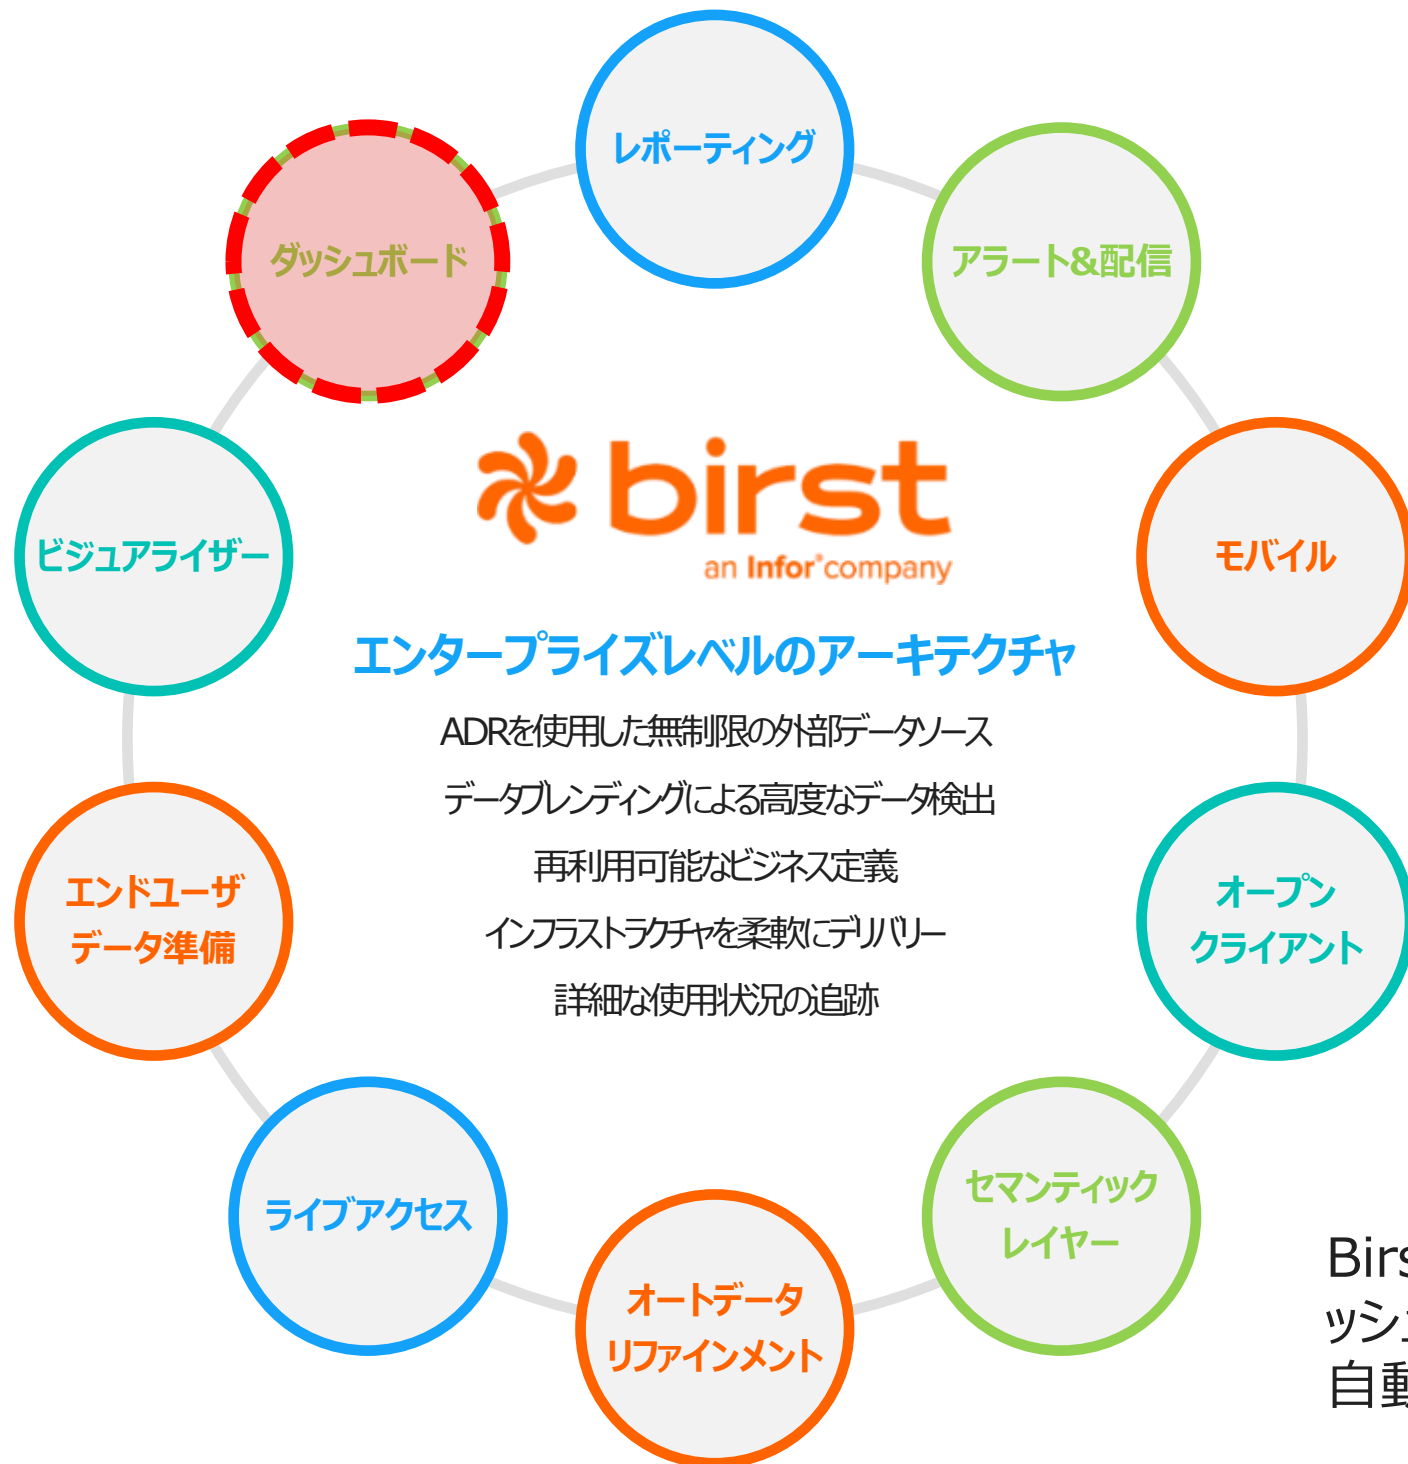 レポーティング
ダッシュボード
アラート&配信
birst
an Infor®company
ビジュアライザー
モバイル
エンタープライズレベルのアーキテクチャ
ADRを使用した無制限の外部データソース
データブレンディングによる高度なデータ検出
再利用可能なビジネス定義
インフラストラクチャを柔軟にデリバリー
詳細な使用状況の追跡
エンドユーザ
データ準備
オープン
クライアント
ライブアクセス
セマンティック
レイヤー
オートデータ
リファインメント
ッシ
自